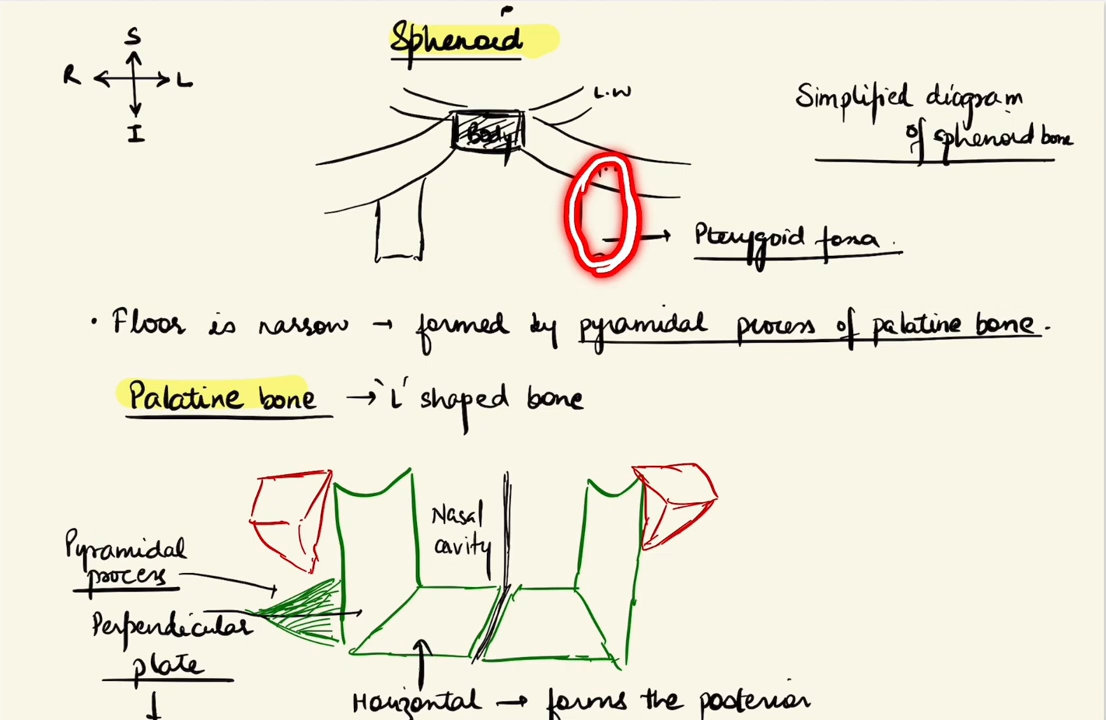 Sphenoid
S
R L
I
L.W
Body
Simplified diagram
of sphenoid bone
Pterygoid fossa.
• Floor is narrow → formed by pyramidal process of palatine bone.
Palatine bone → 'L' shaped bone
Nasal
cavity
Pyramidal
process
Perpendicular
plate
↓
Horizontal → forms the posterior